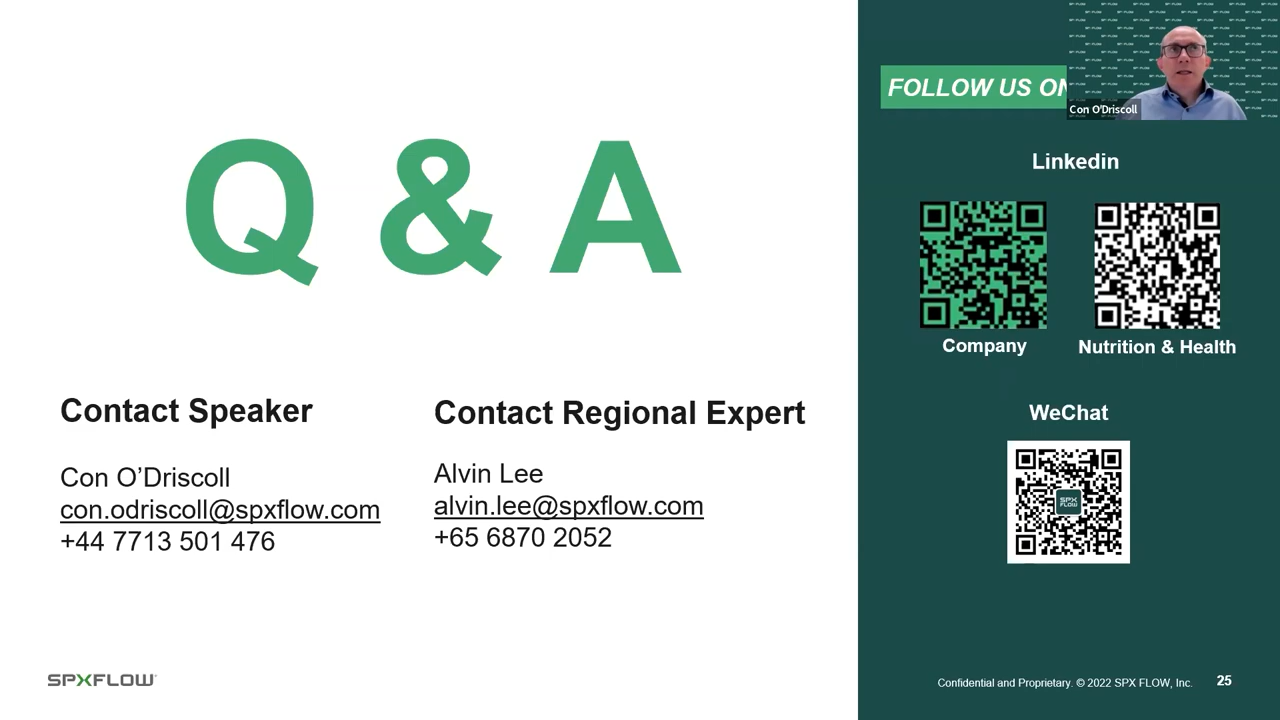 Q & A
Contact Speaker
Con O’Driscoll
con.odriscoll@spxflow.com
+44 7713 501 476
Contact Regional Expert
Alvin Lee
alvin.lee@spxflow.com
+65 6870 2052
SPXFLOW
FOLLOW US ON
Con O'Driscoll
Linkedin
Company
Nutrition & Health
WeChat
SPX
FLOW
Confidential and Proprietary. © 2022 SPX FLOW, Inc.
25